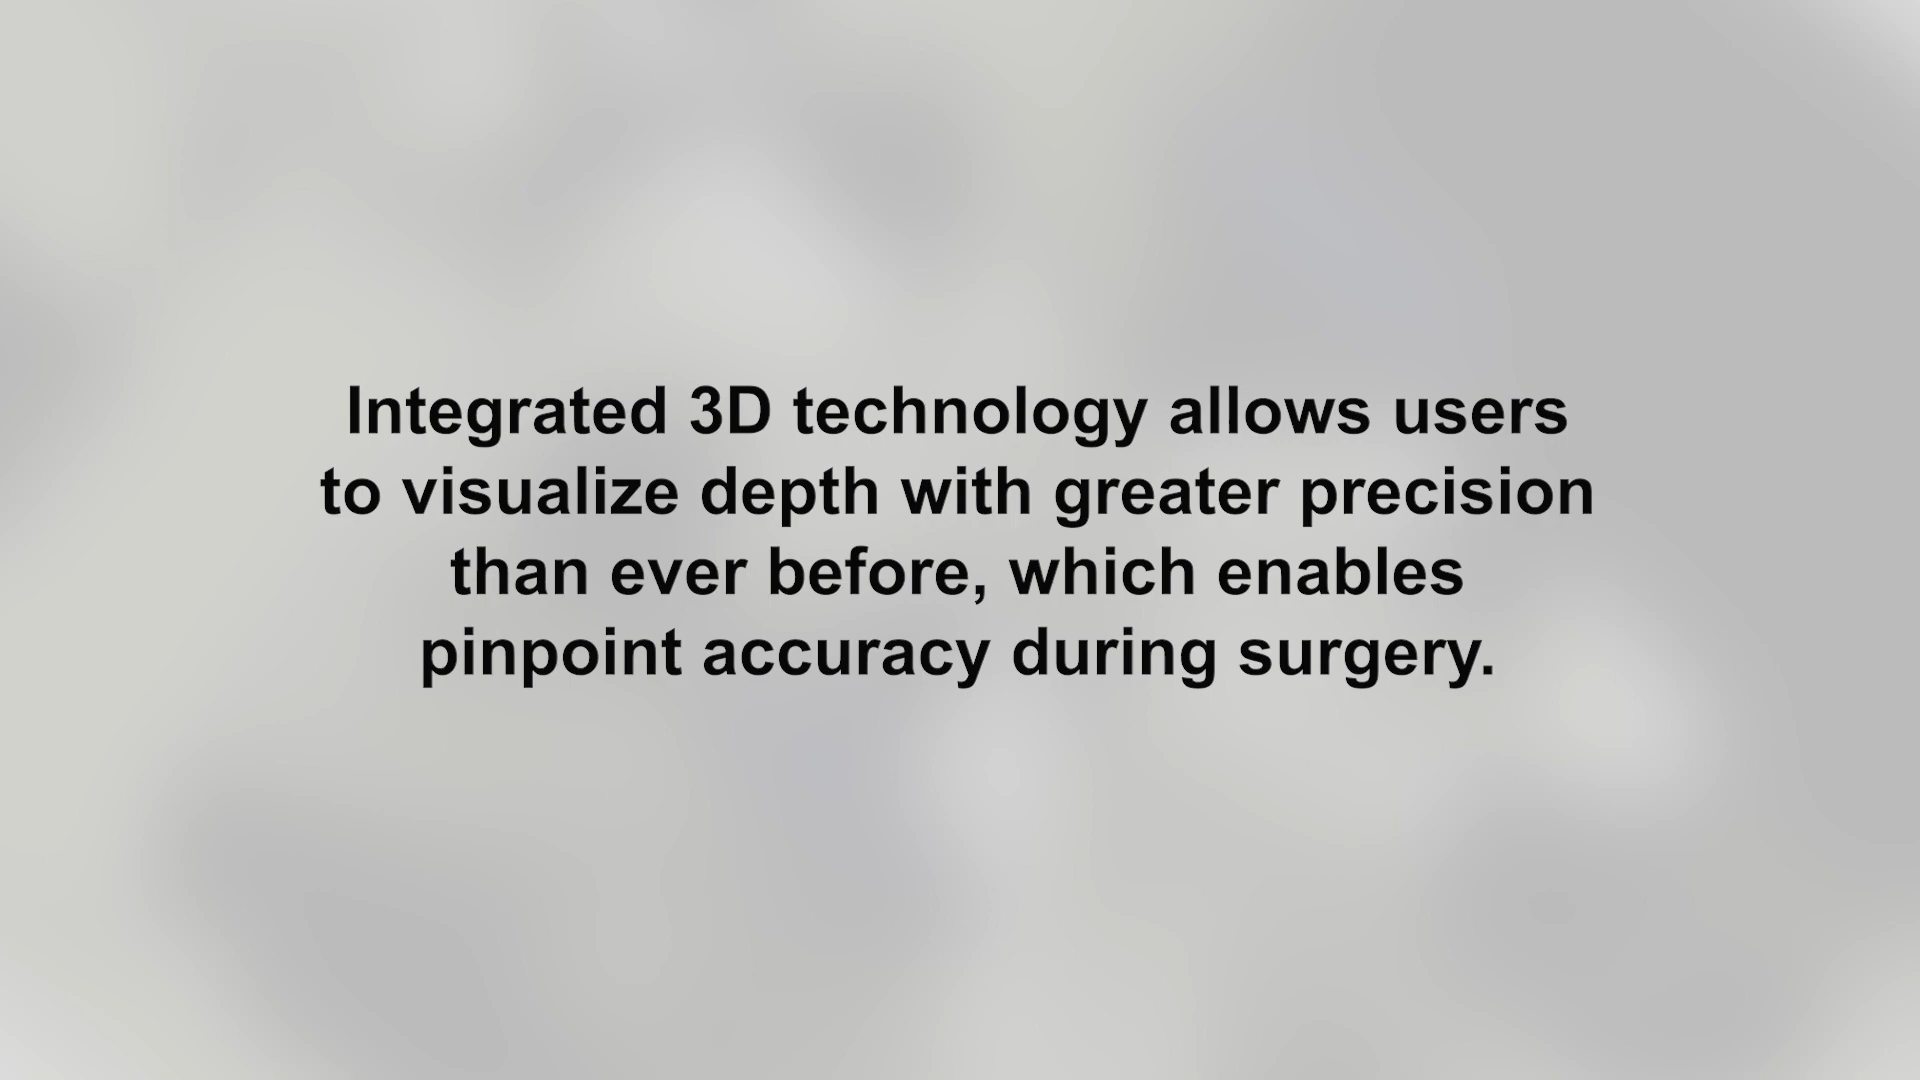 Integrated 3D technology allows users
to visualize depth with greater precision
than ever before, which enables
pinpoint accuracy during surgery.